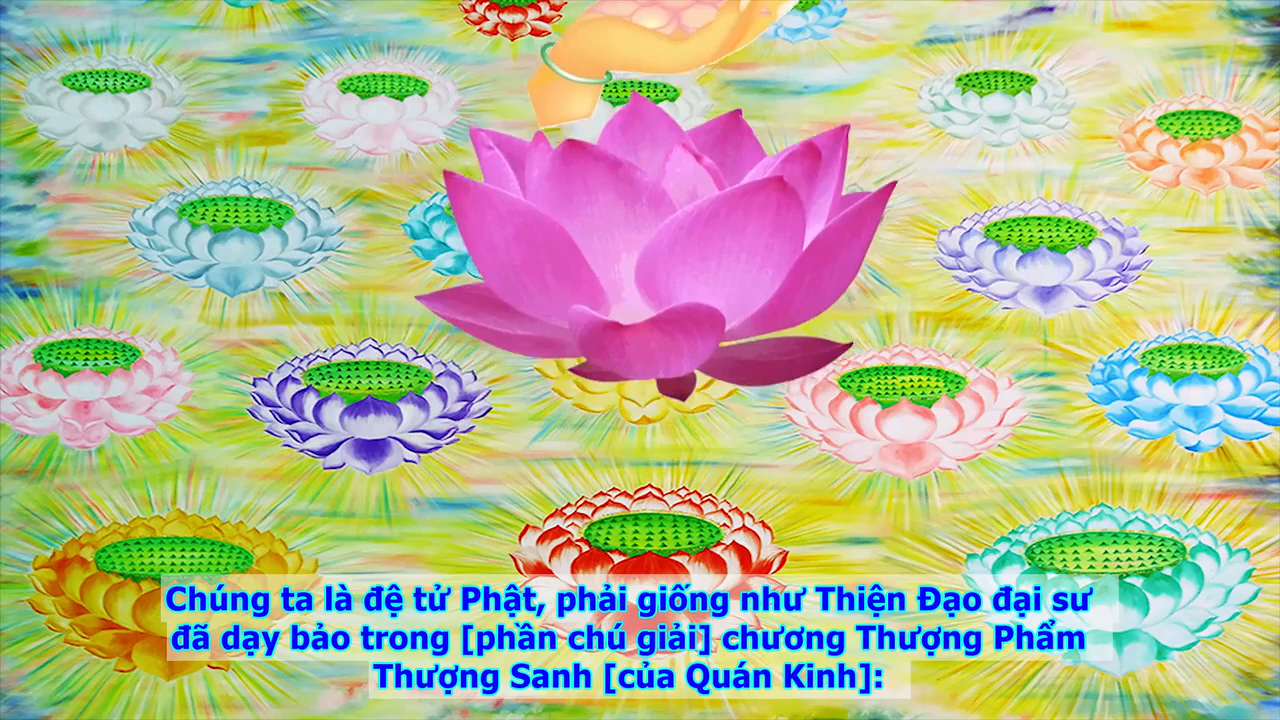 Chúng ta là đệ tử Phật, phải giống như Thiện Đạo đại sư
đã dạy bảo trong [phần chú giải] chương Thượng Phẩm
Thượng Sanh [của Quán Kinh]: